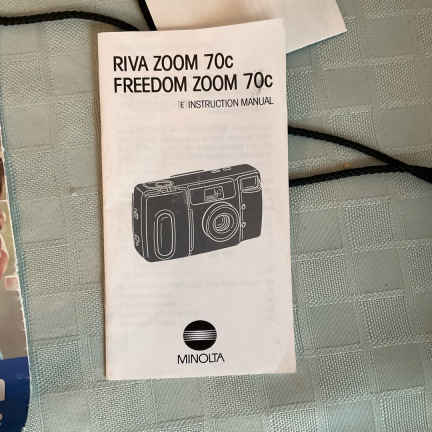 RIVA ZOOM 70c
FREEDOM ZOOM 70c
E INSTRUCTION MANUAL
MINOLTA